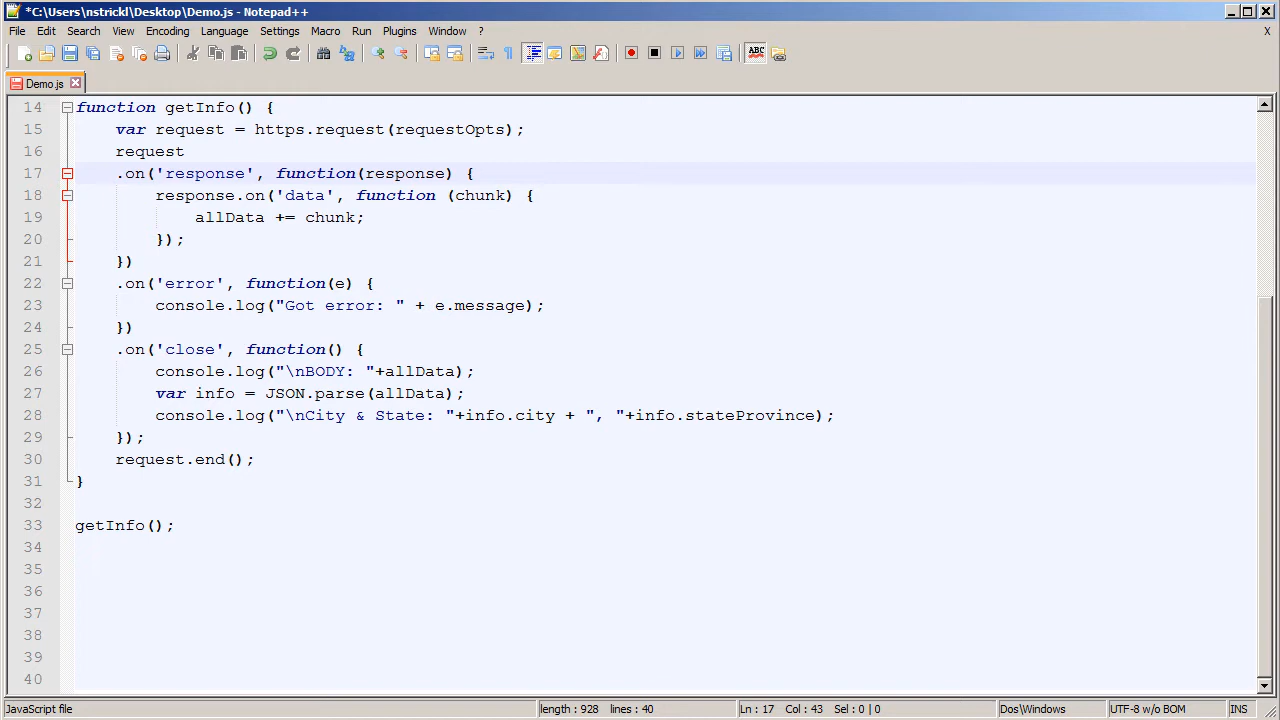 *C:\Users\nstrickl\Desktop\Demo.js - Notepad++
File Edit Search View Encoding Language Settings Macro Run Plugins Window ? X
ABC
Demo.js
14 function getInfo() {
15 var request = https.request(requestOpts);
16 request
17 .on('response', function(response) {
18 response.on('data', function (chunk) {
19 allData += chunk;
20 });
21 })
22 .on('error', function(e) {
23 console.log("Got error: " + e.message);
24 })
25 .on('close', function() {
26 console.log("\nBODY: "+allData);
27 var info = JSON.parse(allData);
28 console.log("\nCity & State: "+info.city + ", "+info.stateProvince);
29 });
30 request.end();
31 }
32
33 getInfo();
34
35
36
37
38
39
40
JavaScript file length : 928 lines : 40 Ln : 17 Col : 43 Sel : 0 | 0 Dos\Windows UTF-8 w/o BOM INS